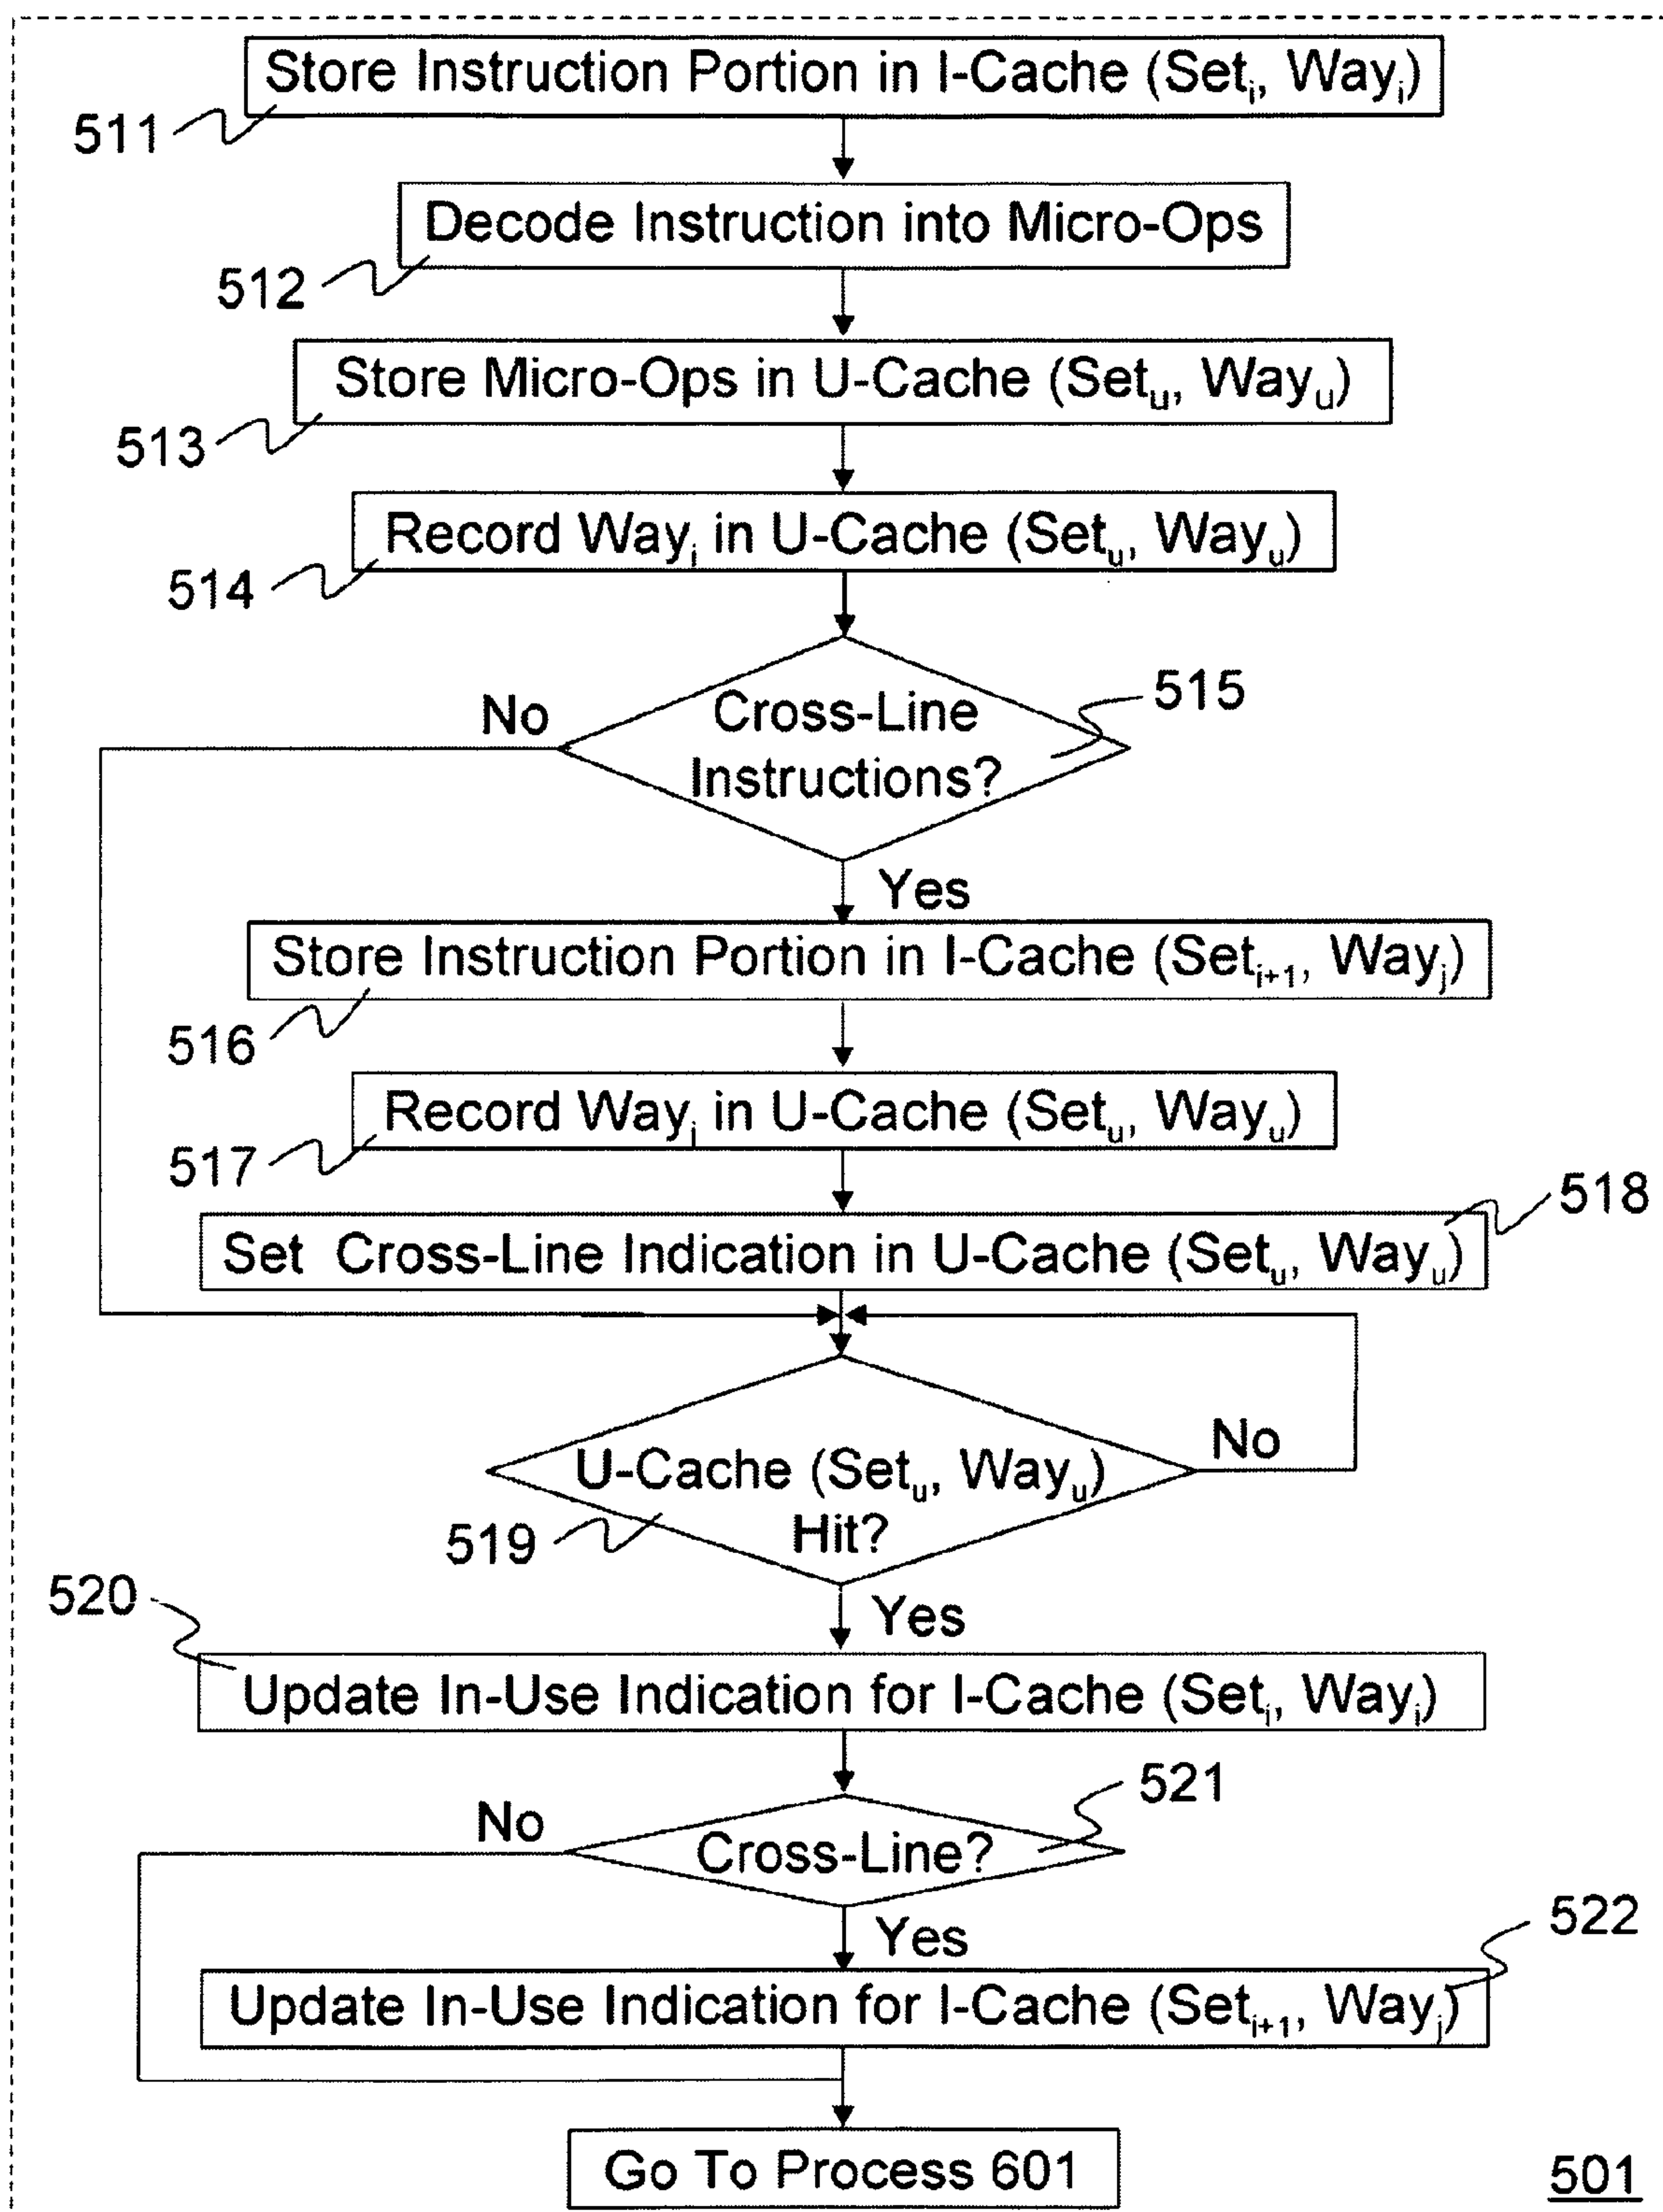 Store Instruction Portion in I-Cache (Setᵢ, Wayᵢ)
511
Decode Instruction into Micro-Ops
512
Store Micro-Ops in U-Cache (Setᵤ, Wayᵤ)
513
Record Wayᵢ in U-Cache (Setᵤ, Wayᵤ)
514
515
No
Cross-Line
Instructions?
Yes
Store Instruction Portion in I-Cache (Setᵢ₊₁, Wayⱼ)
516
Record Wayⱼ in U-Cache (Setᵤ, Wayᵤ)
517
518
Set Cross-Line Indication in U-Cache (Setᵤ, Wayᵤ)
No
U-Cache (Setᵤ, Wayᵤ)
Hit?
519
520
Yes
Update In-Use Indication for I-Cache (Setᵢ, Wayᵢ)
521
No
Cross-Line?
522
Yes
Update In-Use Indication for I-Cache (Setᵢ₊₁, Wayⱼ)
Go To Process 601
501